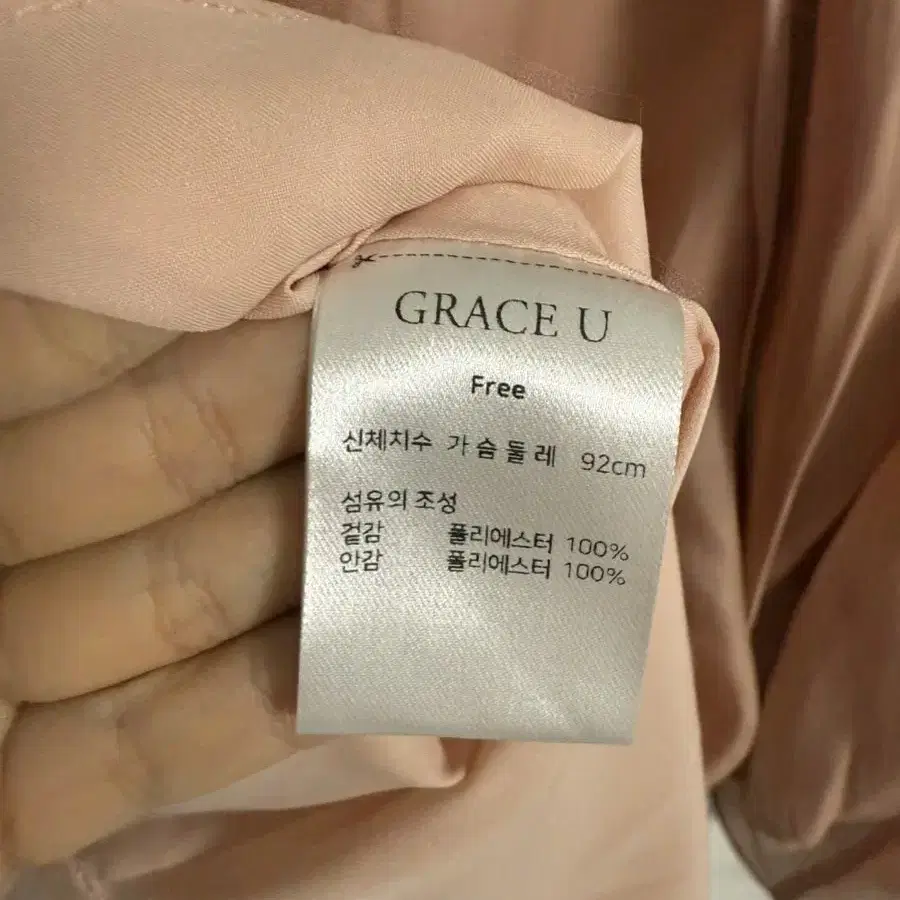 GRACE U
Free
신체치수 가슴둘레 92cm
섬유의 조성
겉감 폴리에스터 100%
안감 폴리에스터 100%